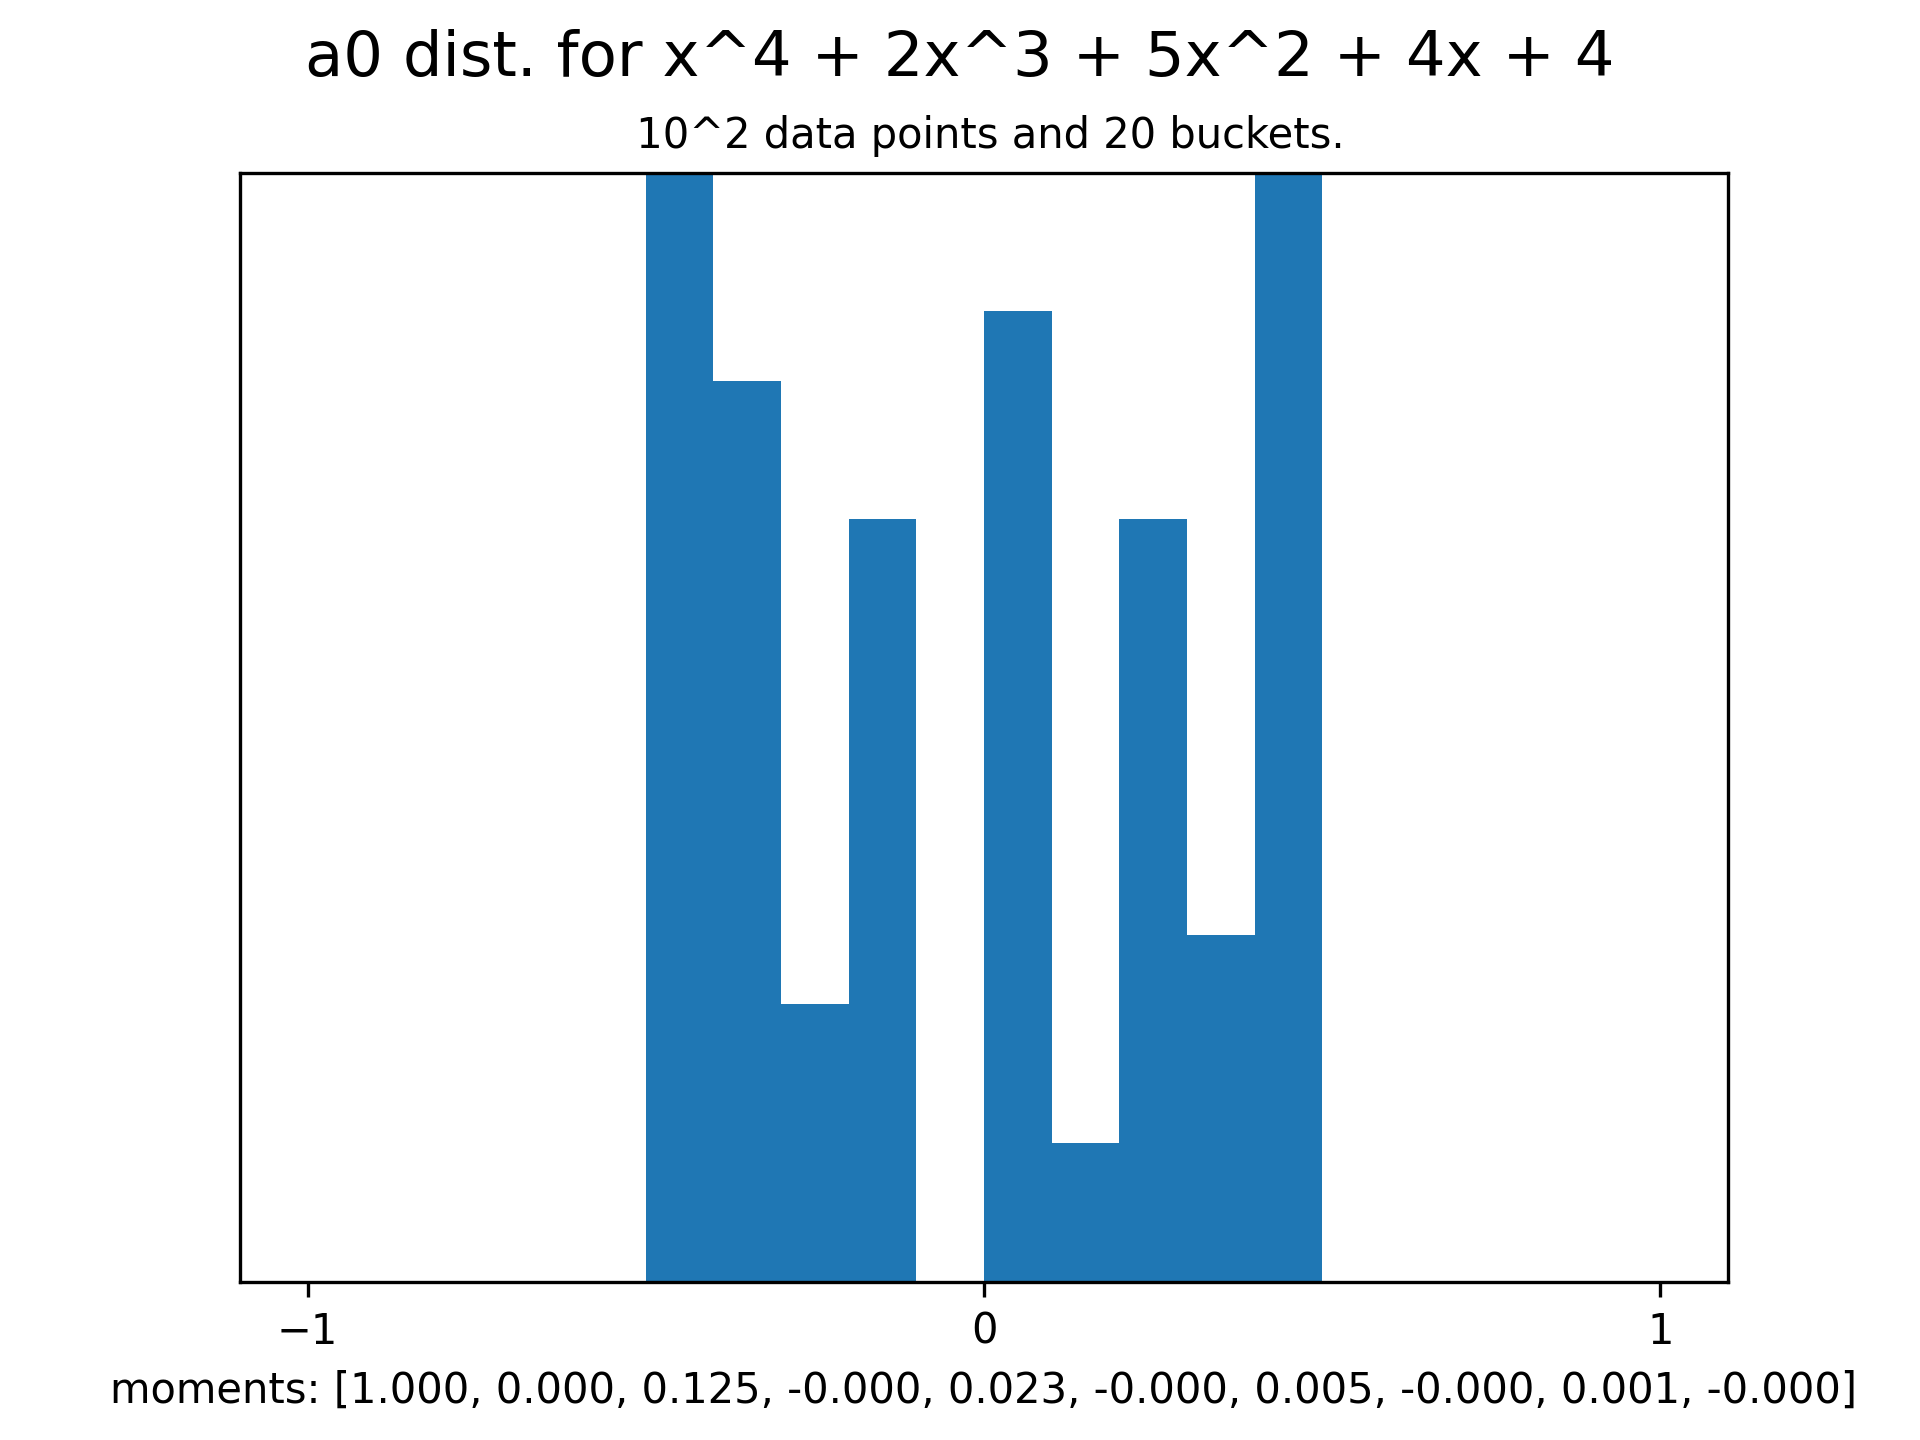 a0 dist. for x^4 + 2x^3 + 5x^2 + 4x + 4
10^2 data points and 20 buckets.
−1 0 1
moments: [1.000, 0.000, 0.125, -0.000, 0.023, -0.000, 0.005, -0.000, 0.001, -0.000]